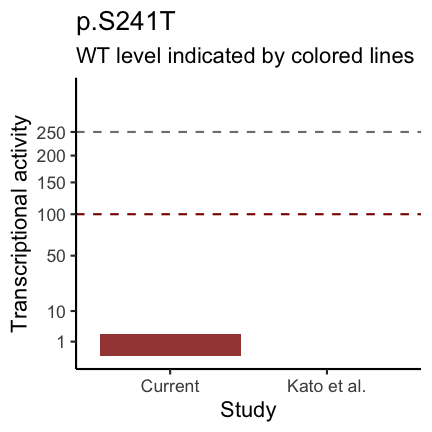 p.S241T
WT level indicated by colored lines
Transcriptional activity
250
200
150
100
50
10
1
Current
Kato et al.
Study